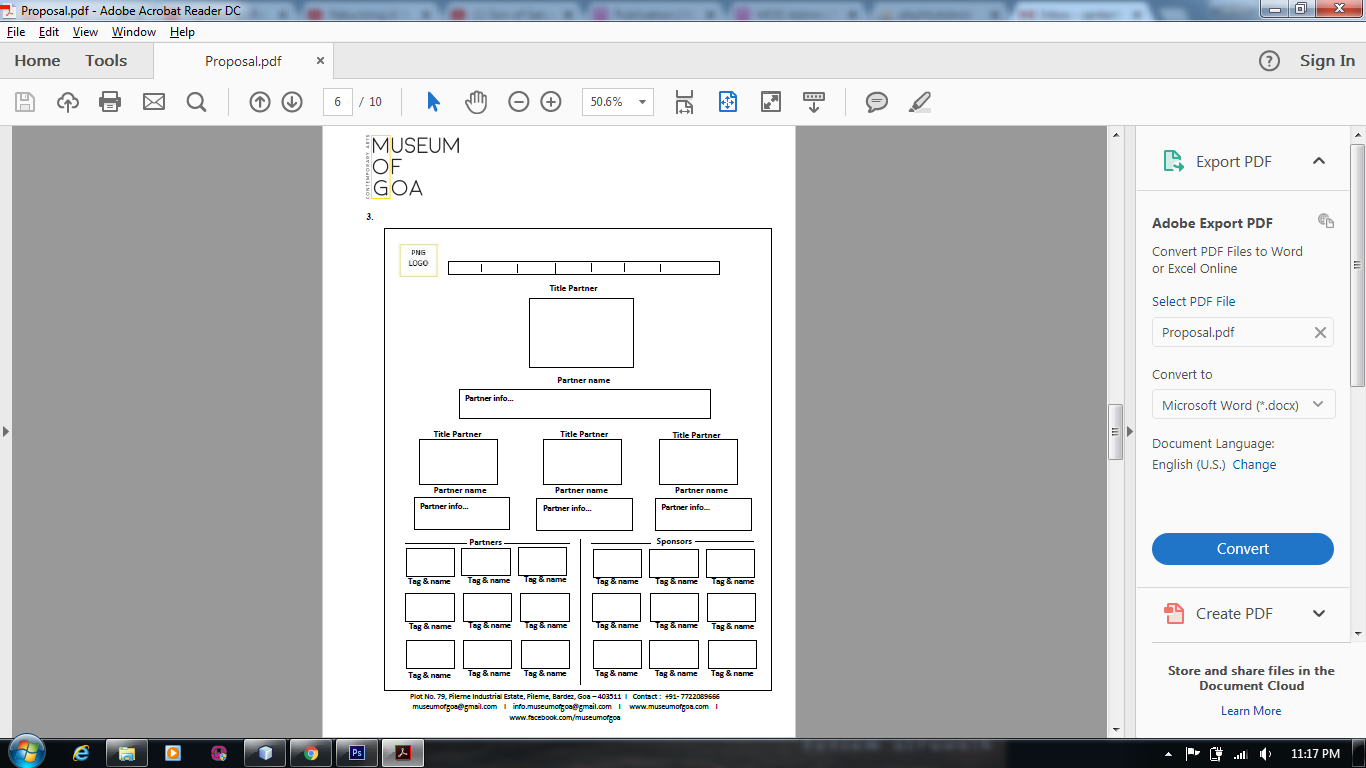 Proposal.pdf - Adobe Acrobat Reader DC
File Edit View Window Help
Home Tools Proposal.pdf × ? Sign In
6 / 10 50.6%
CONTEMPORARY ARTS
MUSEUM
OF
GOA
3.
PNG
LOGO
Title Partner
Partner name
Partner info...
Title Partner Title Partner Title Partner
Partner name Partner name Partner name
Partner info... Partner info... Partner info...
Partners Sponsors
Tag & name Tag & name Tag & name Tag & name Tag & name Tag & name
Tag & name Tag & name Tag & name Tag & name Tag & name Tag & name
Tag & name Tag & name Tag & name Tag & name Tag & name Tag & name
Plot No. 79, Pilerne Industrial Estate, Pilerne, Bardez, Goa – 403511 I Contact : +91- 7722089666
museumofgoa@gmail.com I info.museumofgoa@gmail.com I www.museumofgoa.com I
www.facebook.com/museumofgoa
Export PDF
Adobe Export PDF
Convert PDF Files to Word
or Excel Online
Select PDF File
Proposal.pdf
Convert to
Microsoft Word (*.docx)
Document Language:
English (U.S.) Change
Convert
Create PDF
Store and share files in the
Document Cloud
Learn More
Ps
11:17 PM